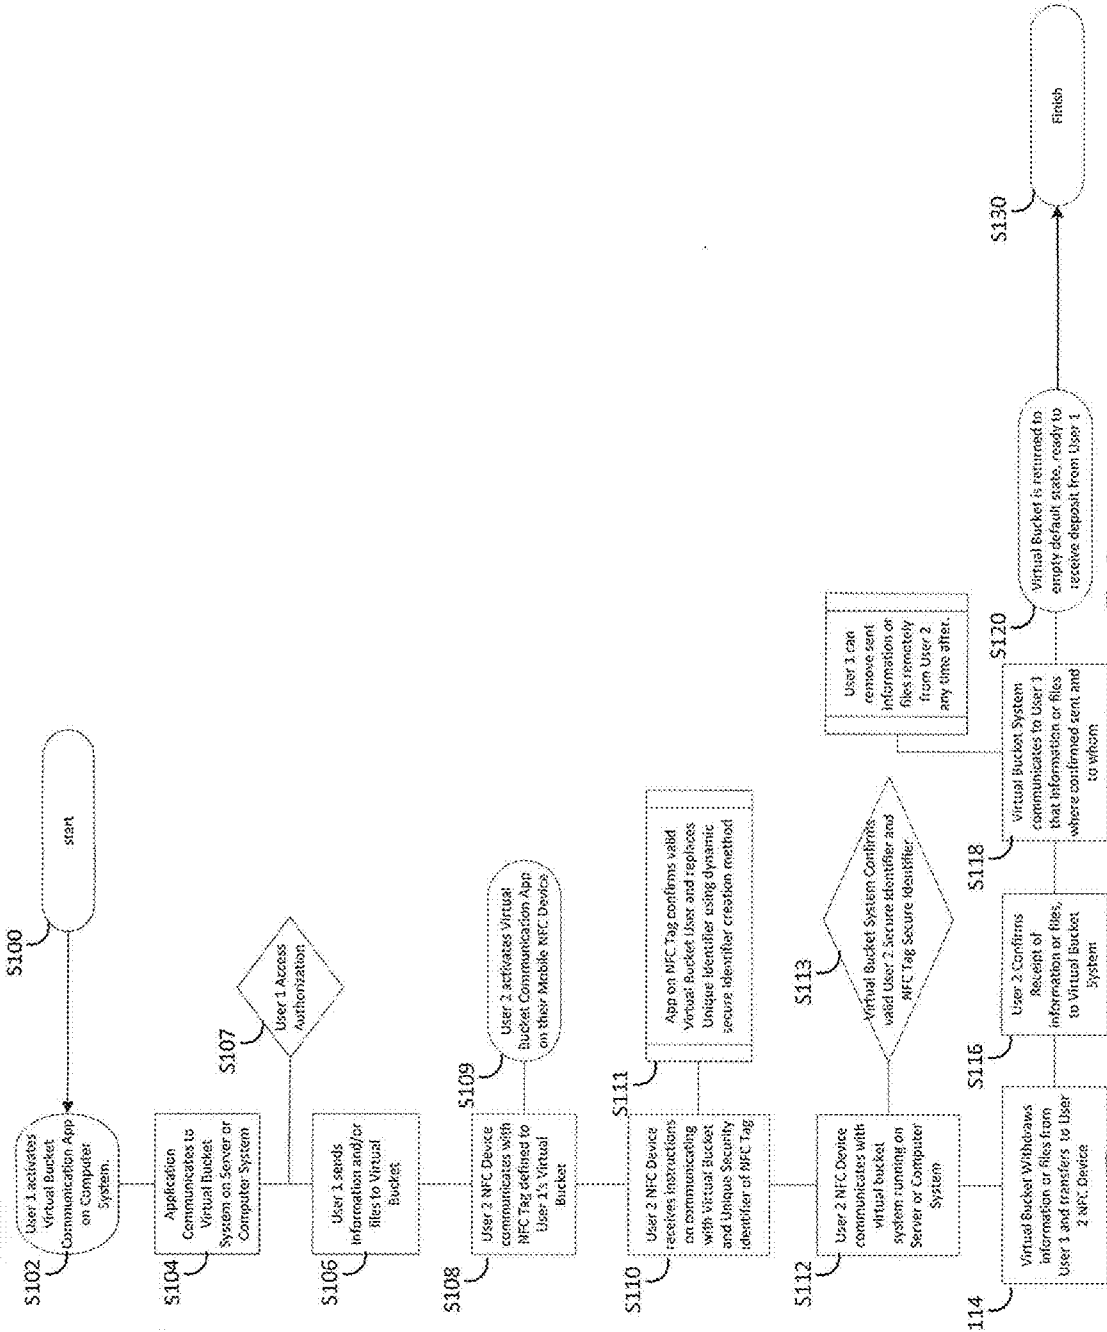 S100
start
S102
User 1 activates
Virtual Bucket
Communication App
on Computer
System.
S104
Application
Communicates to
Virtual Bucket
System on Server or
Computer System
S107
User 1 Access
Authorization
S106
User 1 sends
Information and/or
files to Virtual
Bucket
S108
User 2 NFC Device
communicates with
NFC Tag defined to
User 1's Virtual
Bucket
S109
User 2 activates Virtual
Bucket Communication App
on their Mobile NFC Device
S110
User 2 NFC Device
receives instructions
on communicating
with Virtual Bucket
and Unique Security
Identifier of NFC Tag
S111
App on NFC Tag confirms valid
Virtual Bucket User and replaces
Unique Identifier using dynamic
secure identifier creation method
S112
User 2 NFC Device
communicates with
virtual bucket
system running on
Server or Computer
System
S113
Virtual Bucket System Confirms
valid User 2 Secure Identifier and
NFC Tag Secure Identifier
114
Virtual Bucket Withdraws
information or files from
User 1 and transfers to User
2 NFC Device
S116
User 2 Confirms
Receipt of
information or files,
to Virtual Bucket
System
S118
Virtual Bucket System
communicates to User 1
that information or files
where confirmed sent and
to whom
User 1 can
remove sent
information or
files remotely
from User 2
any time after.
S120
Virtual Bucket is returned to
empty default state, ready to
receive deposit from User 1
S130
Finish